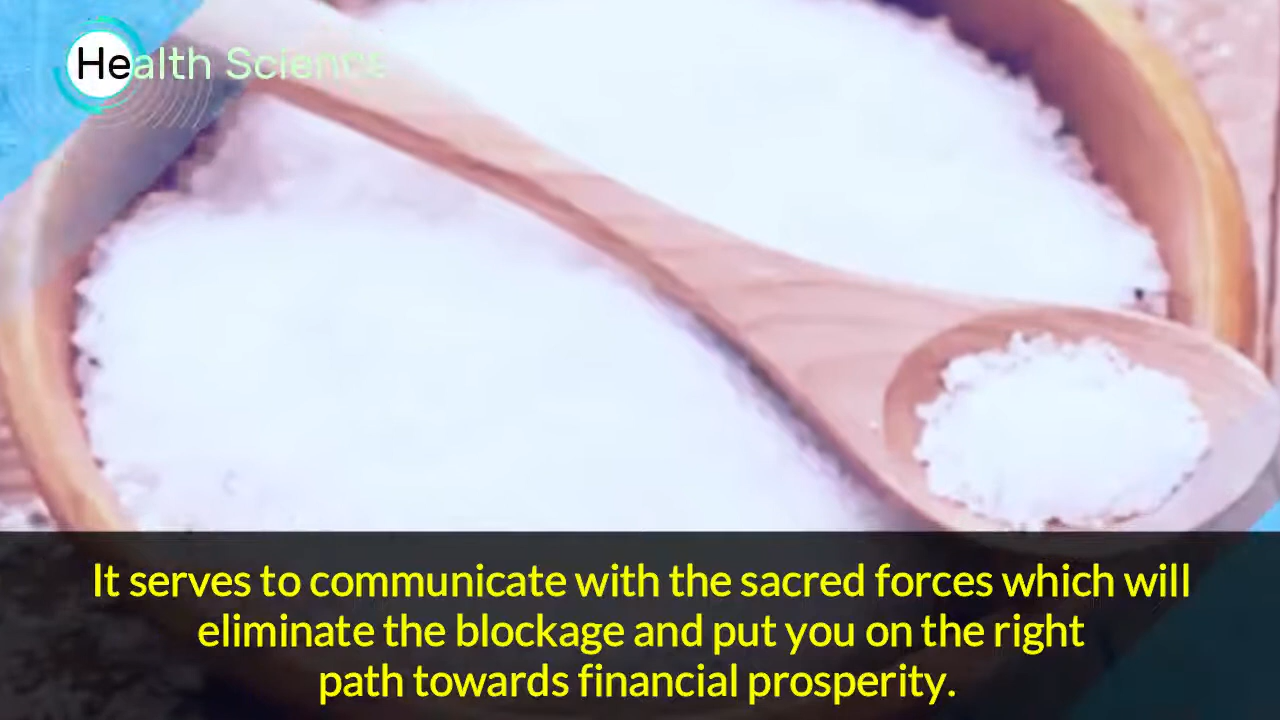 Health Science
It serves to communicate with the sacred forces which will
eliminate the blockage and put you on the right
path towards financial prosperity.